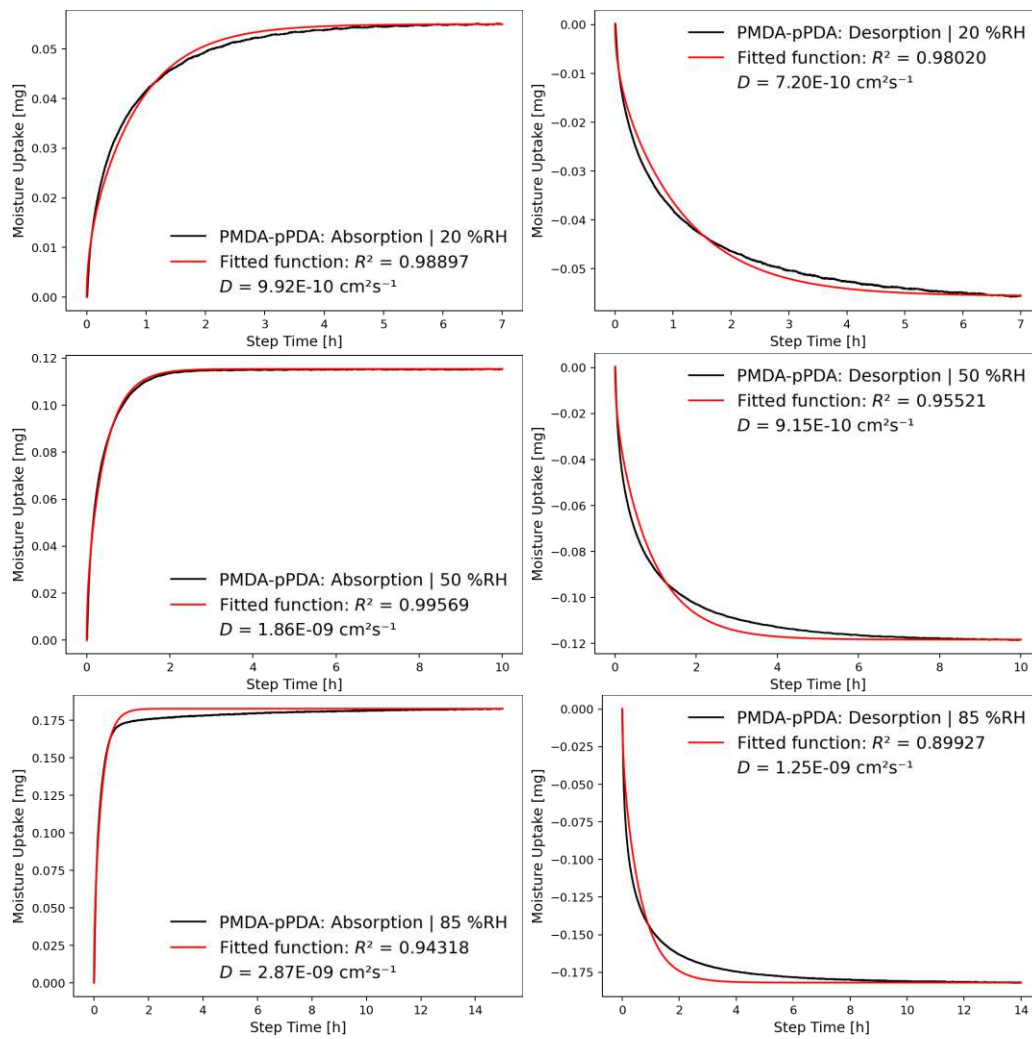 Moisture Uptake [mg]
0.05
0.04
0.03
0.02
0.01
0.00
PMDA-pPDA: Absorption | 20 %RH
Fitted function: R² = 0.98897
D = 9.92E-10 cm²s⁻¹
0 1 2 3 4 5 6 7
Step Time [h]
Moisture Uptake [mg]
0.00
−0.01
−0.02
−0.03
−0.04
−0.05
PMDA-pPDA: Desorption | 20 %RH
Fitted function: R² = 0.98020
D = 7.20E-10 cm²s⁻¹
0 1 2 3 4 5 6 7
Step Time [h]
Moisture Uptake [mg]
0.12
0.10
0.08
0.06
0.04
0.02
0.00
PMDA-pPDA: Absorption | 50 %RH
Fitted function: R² = 0.99569
D = 1.86E-09 cm²s⁻¹
0 2 4 6 8 10
Step Time [h]
Moisture Uptake [mg]
0.00
−0.02
−0.04
−0.06
−0.08
−0.10
−0.12
PMDA-pPDA: Desorption | 50 %RH
Fitted function: R² = 0.95521
D = 9.15E-10 cm²s⁻¹
0 2 4 6 8 10
Step Time [h]
Moisture Uptake [mg]
0.175
0.150
0.125
0.100
0.075
0.050
0.025
0.000
PMDA-pPDA: Absorption | 85 %RH
Fitted function: R² = 0.94318
D = 2.87E-09 cm²s⁻¹
0 2 4 6 8 10 12 14
Step Time [h]
Moisture Uptake [mg]
0.000
−0.025
−0.050
−0.075
−0.100
−0.125
−0.150
−0.175
PMDA-pPDA: Desorption | 85 %RH
Fitted function: R² = 0.89927
D = 1.25E-09 cm²s⁻¹
0 2 4 6 8 10 12 14
Step Time [h]